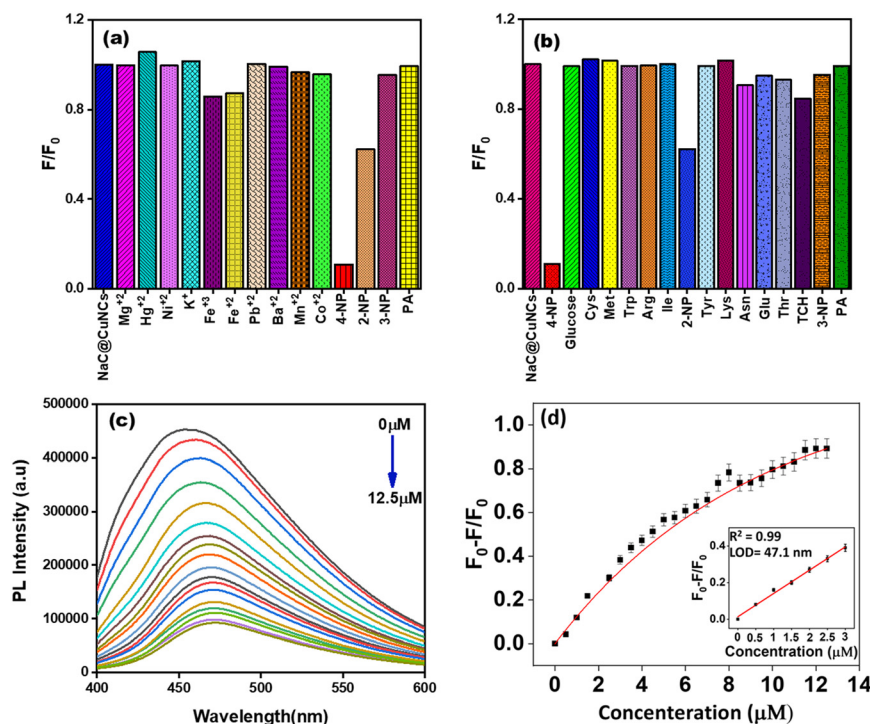 (a)
F/F0
1.2
0.8
0.4
0.0
NaC@CuNCs
Mg+2
Hg+2
Ni+2
K+
Fe+3
Fe+2
Pb+2
Ba+2
Mn+2
Co+2
4-NP
2-NP
3-NP
PA
(b)
F/F0
1.2
0.8
0.4
0.0
NaC@CuNCs
4-NP
Glucose
Cys
Met
Trp
Arg
Ile
2-NP
Tyr
Lys
Asn
Glu
Thr
TCH
3-NP
PA
(c)
0μM
12.5μM
PL Intensity (a.u)
500000
400000
300000
200000
100000
0
400 450 500 550 600
Wavelength(nm)
(d)
F0-F/F0
1.0
0.8
0.6
0.4
0.2
0.0
0 2 4 6 8 10 12 14
Concenteration (μM)
R2 = 0.99
LOD= 47.1 nm
F0-F/F0
0.4
0.2
0.0
0 0.5 1 1.5 2 2.5 3
Concentration (μM)